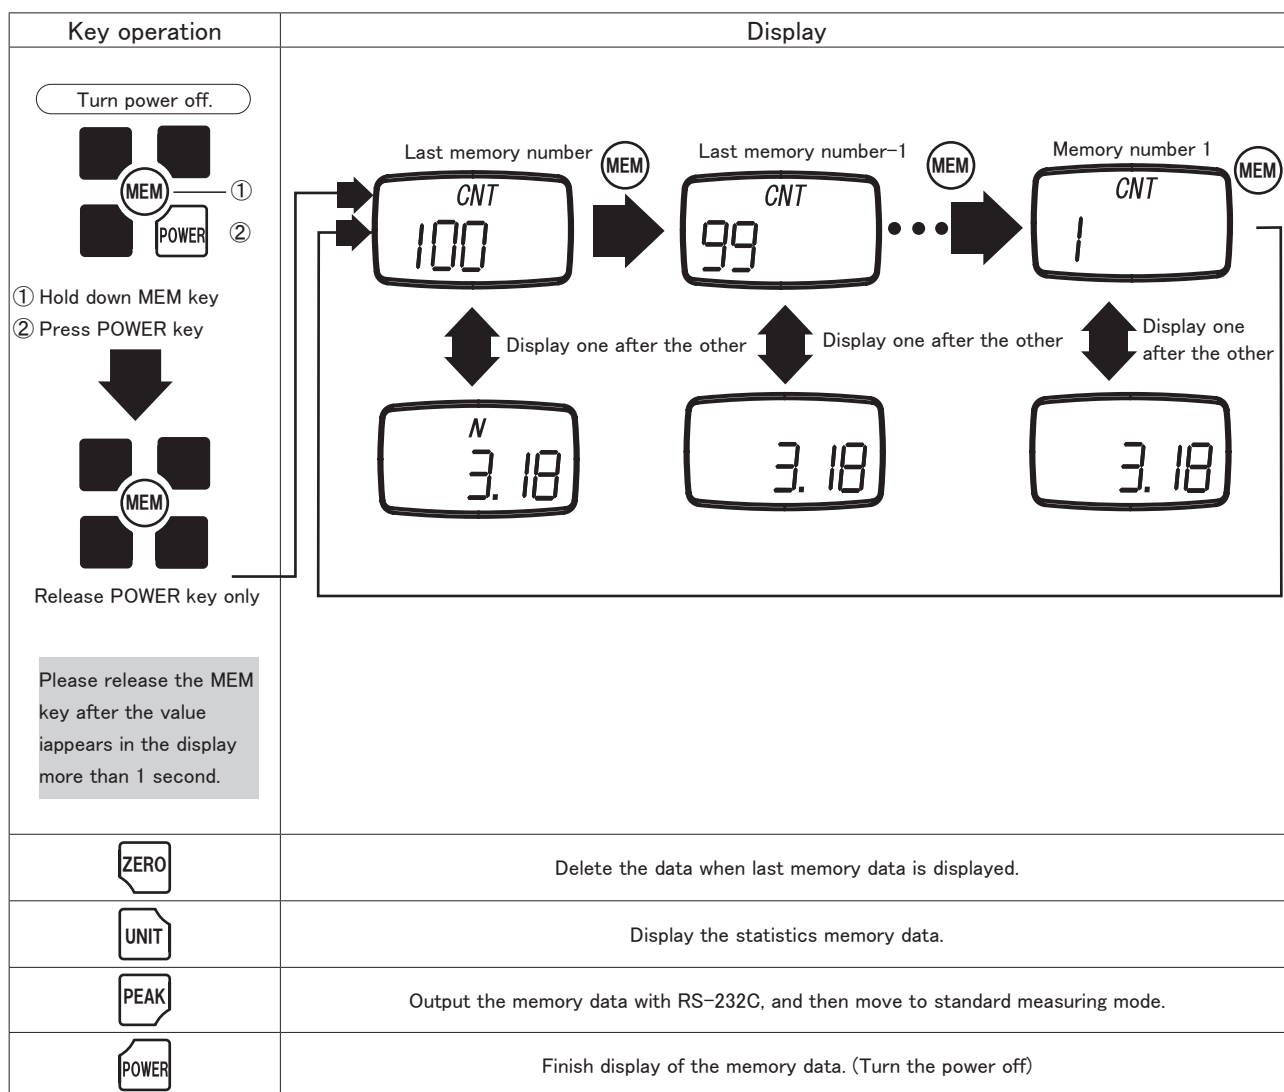 Key operation
Display
Turn power off.
MEM
①
POWER
②
① Hold down MEM key
② Press POWER key
MEM
Release POWER key only
Please release the MEM
key after the value
iappears in the display
more than 1 second.
Last memory number
MEM
Last memory number-1
MEM
Memory number 1
MEM
CNT
100
CNT
99
CNT
1
Display one after the other
Display one after the other
Display one
after the other
N
3.18
3.18
3.18
ZERO
Delete the data when last memory data is displayed.
UNIT
Display the statistics memory data.
PEAK
Output the memory data with RS-232C, and then move to standard measuring mode.
POWER
Finish display of the memory data. (Turn the power off)